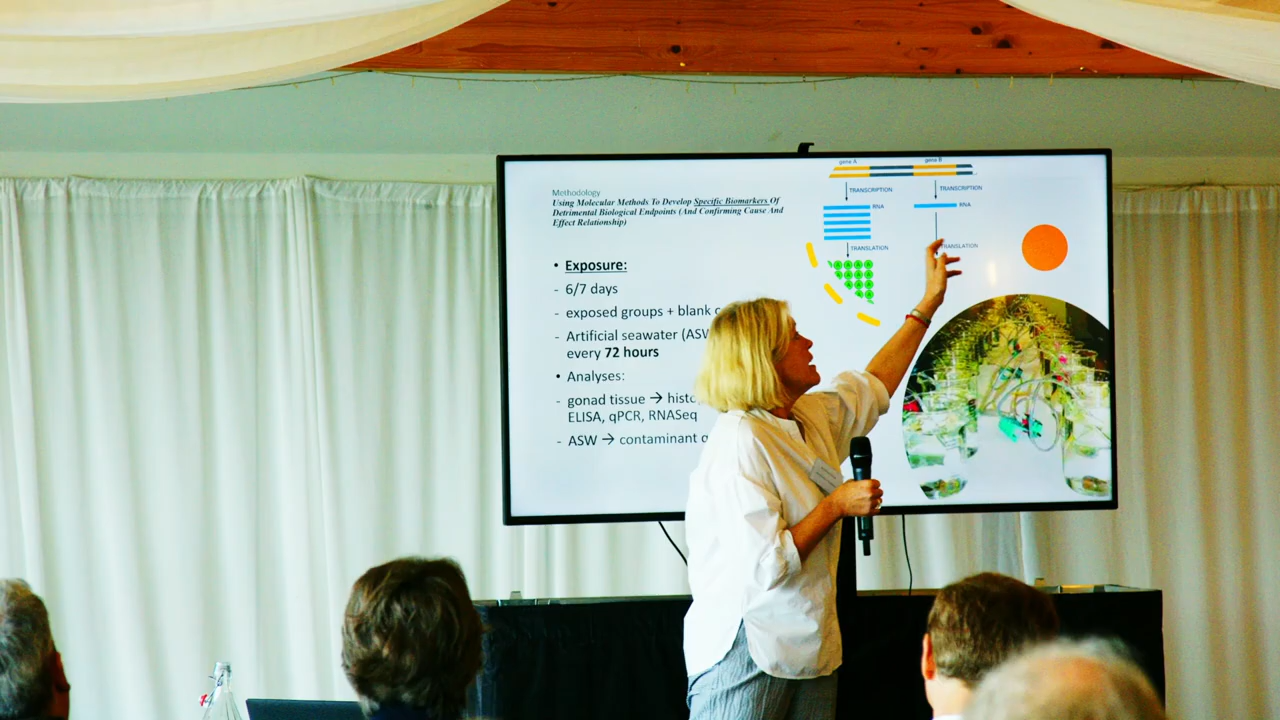 Methodology
Using Molecular Methods To Develop Specific Biomarkers Of
Detrimental Biological Endpoints (And Confirming Cause And
Effect Relationship)
• Exposure:
- 6/7 days
- exposed groups + blank
- Artificial seawater (ASW
every 72 hours
• Analyses:
- gonad tissue → histo
ELISA, qPCR, RNASeq
- ASW → contaminant
gene A
gene B
TRANSCRIPTION
TRANSCRIPTION
RNA
RNA
TRANSLATION
TRANSLATION